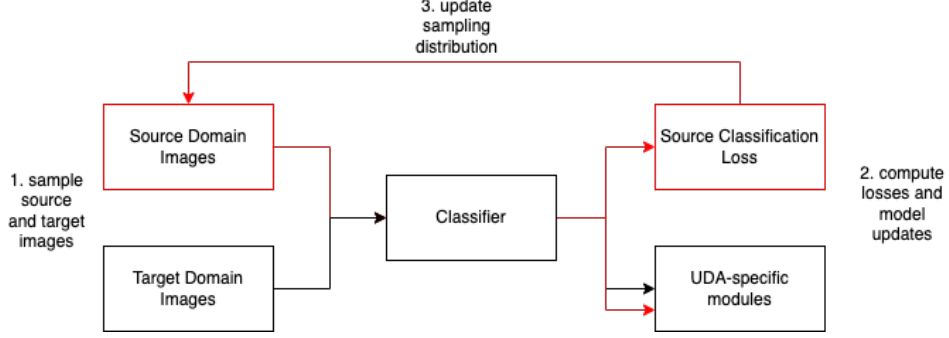 3. update
sampling
distribution
Source Domain
Images
Source Classification
Loss
1. sample
source
and target
images
Classifier
2. compute
losses and
model
updates
Target Domain
Images
UDA-specific
modules